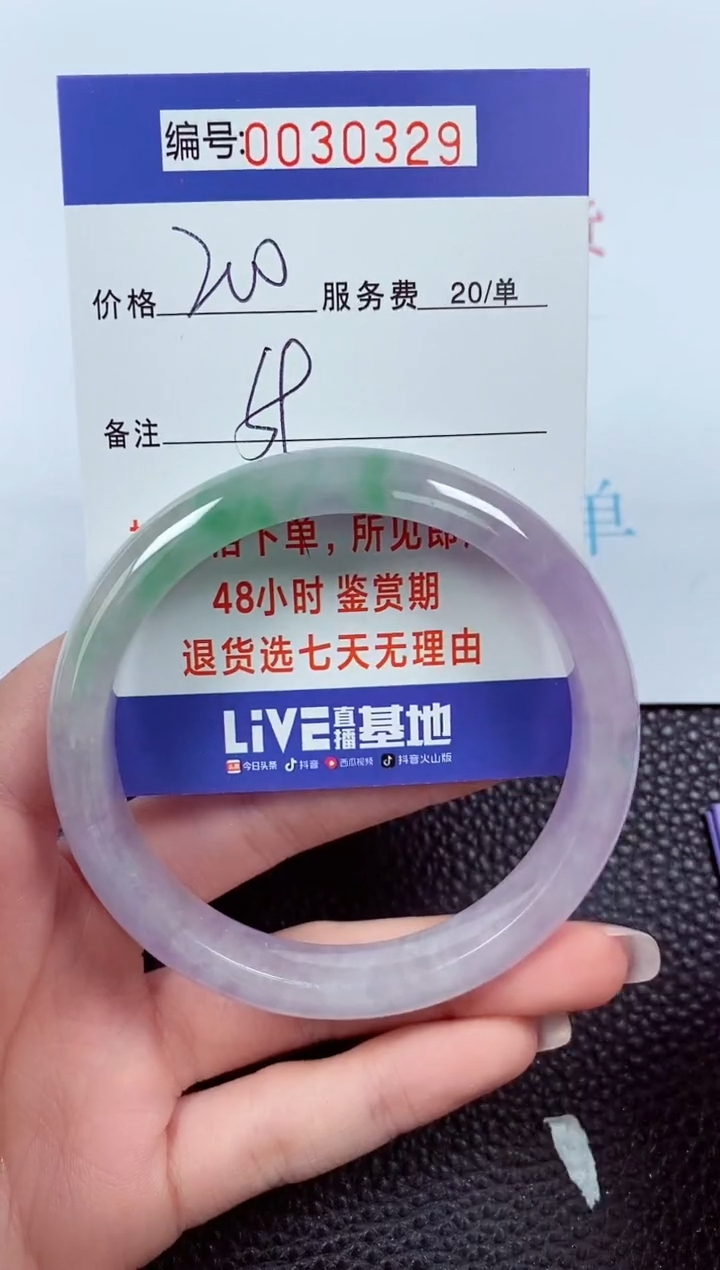 编号:0030329
价格 200 服务费 20/单
备注 58
下单,所见即
48小时 鉴赏期
退货选七天无理由
LiVE直播基地
今日头条 抖音 西瓜视频 抖音火山版
单